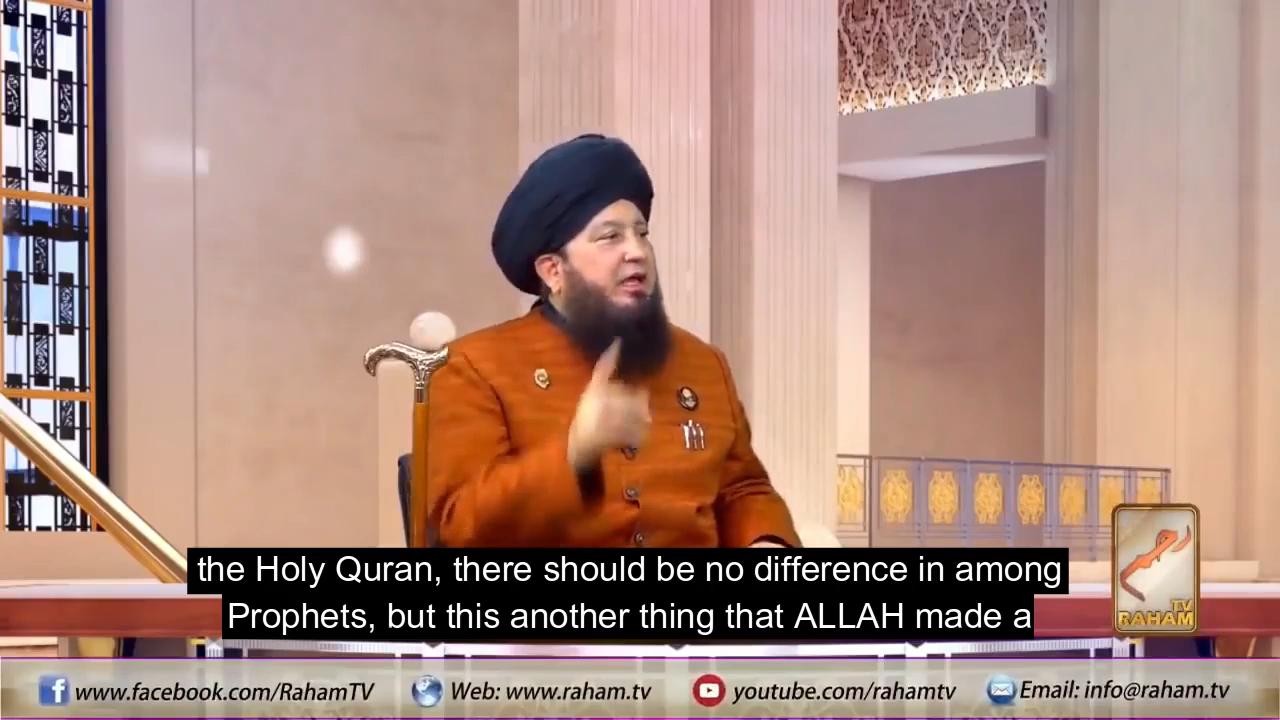 the Holy Quran, there should be no difference in among
Prophets, but this another thing that ALLAH made a
رحم
TV
RAHAM
www.facebook.com/RahamTV Web: www.raham.tv youtube.com/rahamtv Email: info@raham.tv